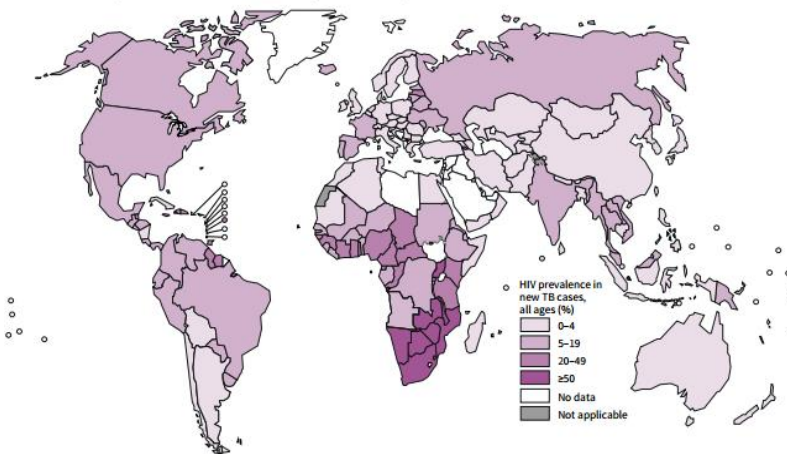 HIV prevalence in
new TB cases,
all ages (%)
0–4
5–19
20–49
≥50
No data
Not applicable